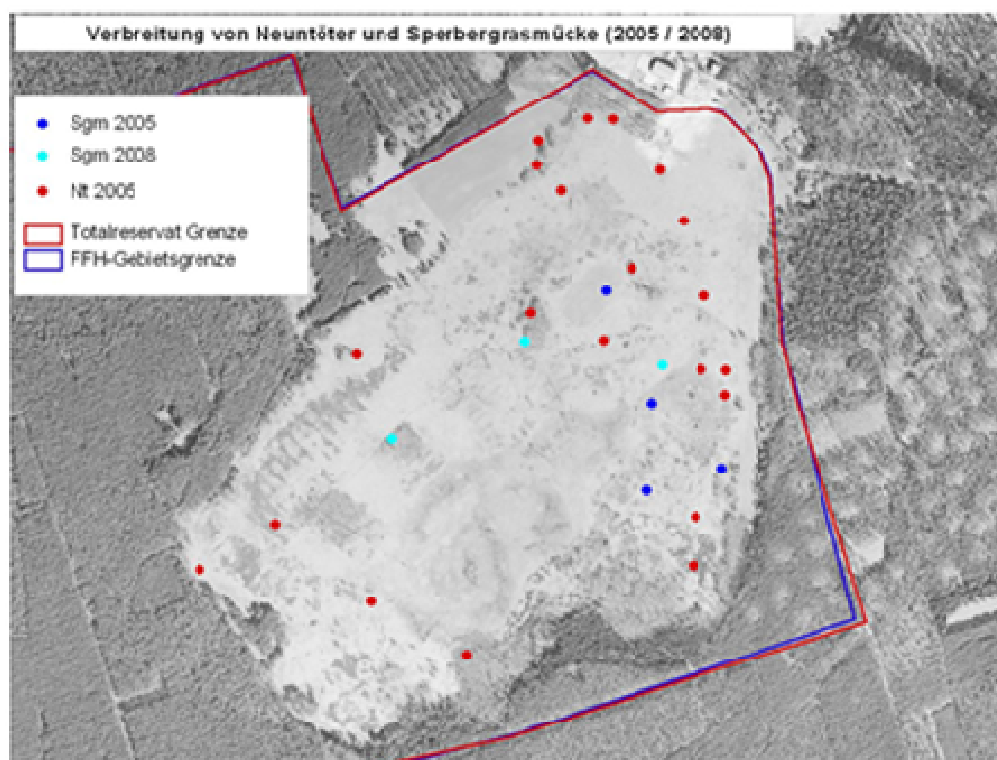 Verbreitung von Neuntöter und Sperbergrasmücke (2005 / 2008)
Sgm 2005
Sgm 2008
Nt 2005
Totalreservat Grenze
FFH-Gebietsgrenze